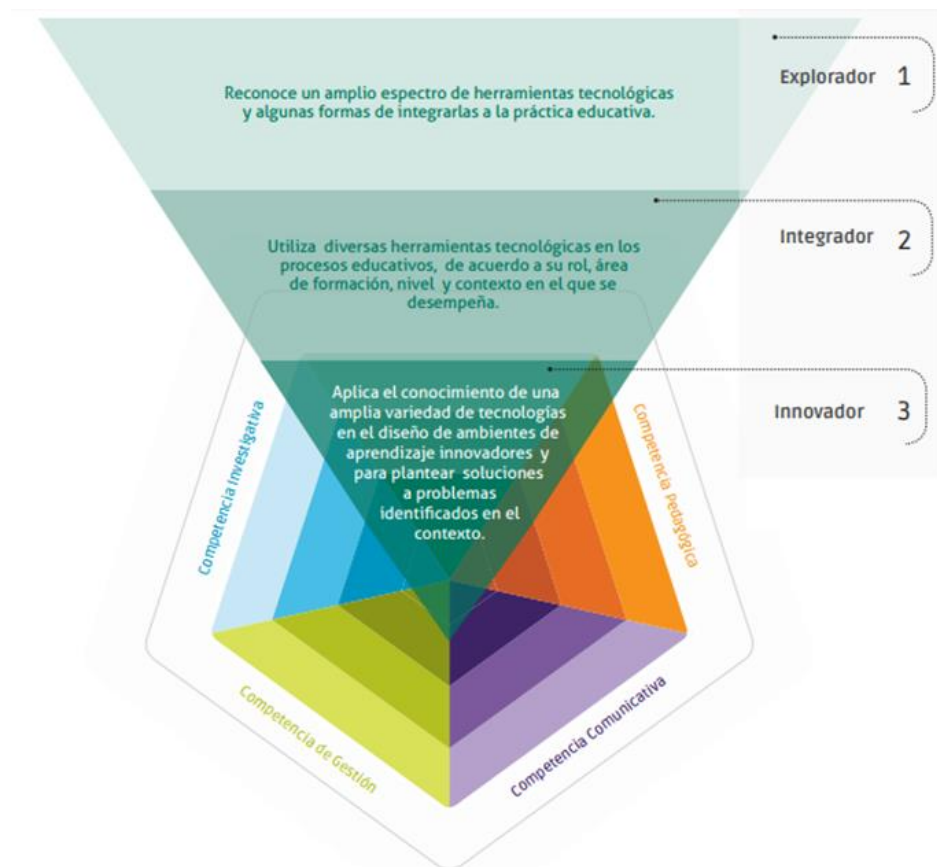 Reconoce un amplio espectro de herramientas tecnológicas
y algunas formas de integrarlas a la práctica educativa.
Explorador 1
Utiliza diversas herramientas tecnológicas en los
procesos educativos, de acuerdo a su rol, área
de formación, nivel y contexto en el que se
desempeña.
Integrador 2
Aplica el conocimiento de una
amplia variedad de tecnologías
en el diseño de ambientes de
aprendizaje innovadores y
para plantear soluciones
a problemas
identificados en el
contexto.
Innovador 3
Competencia Investigativa
Competencia Pedagógica
Competencia de Gestión
Competencia Comunicativa